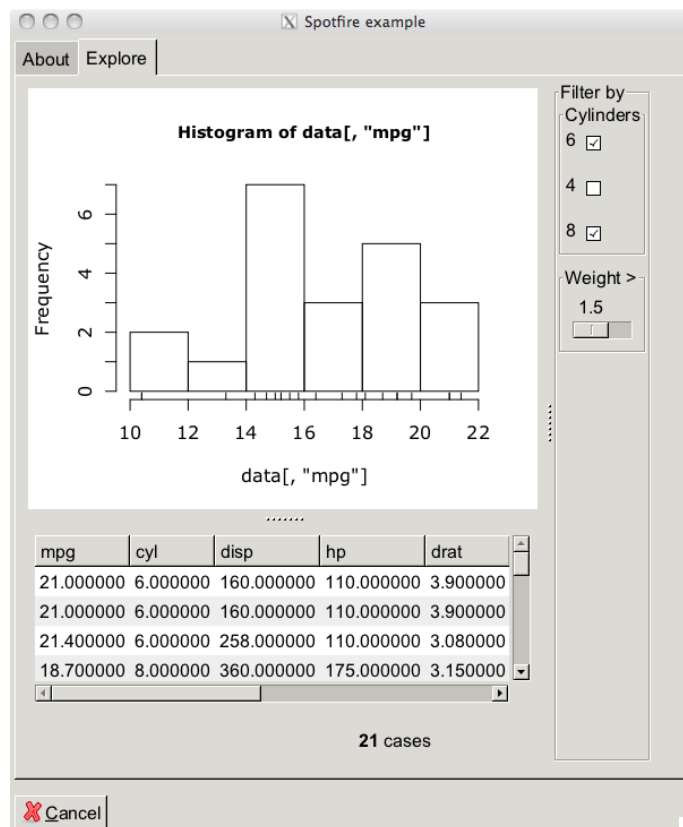 Spotfire example
About Explore
Histogram of data[, "mpg"]
Frequency
0 2 4 6
10 12 14 16 18 20 22
data[, "mpg"]
Filter by
Cylinders
6
4
8
Weight >
1.5
mpg cyl disp hp drat
21.000000 6.000000 160.000000 110.000000 3.900000
21.000000 6.000000 160.000000 110.000000 3.900000
21.400000 6.000000 258.000000 110.000000 3.080000
18.700000 8.000000 360.000000 175.000000 3.150000
21 cases
Cancel